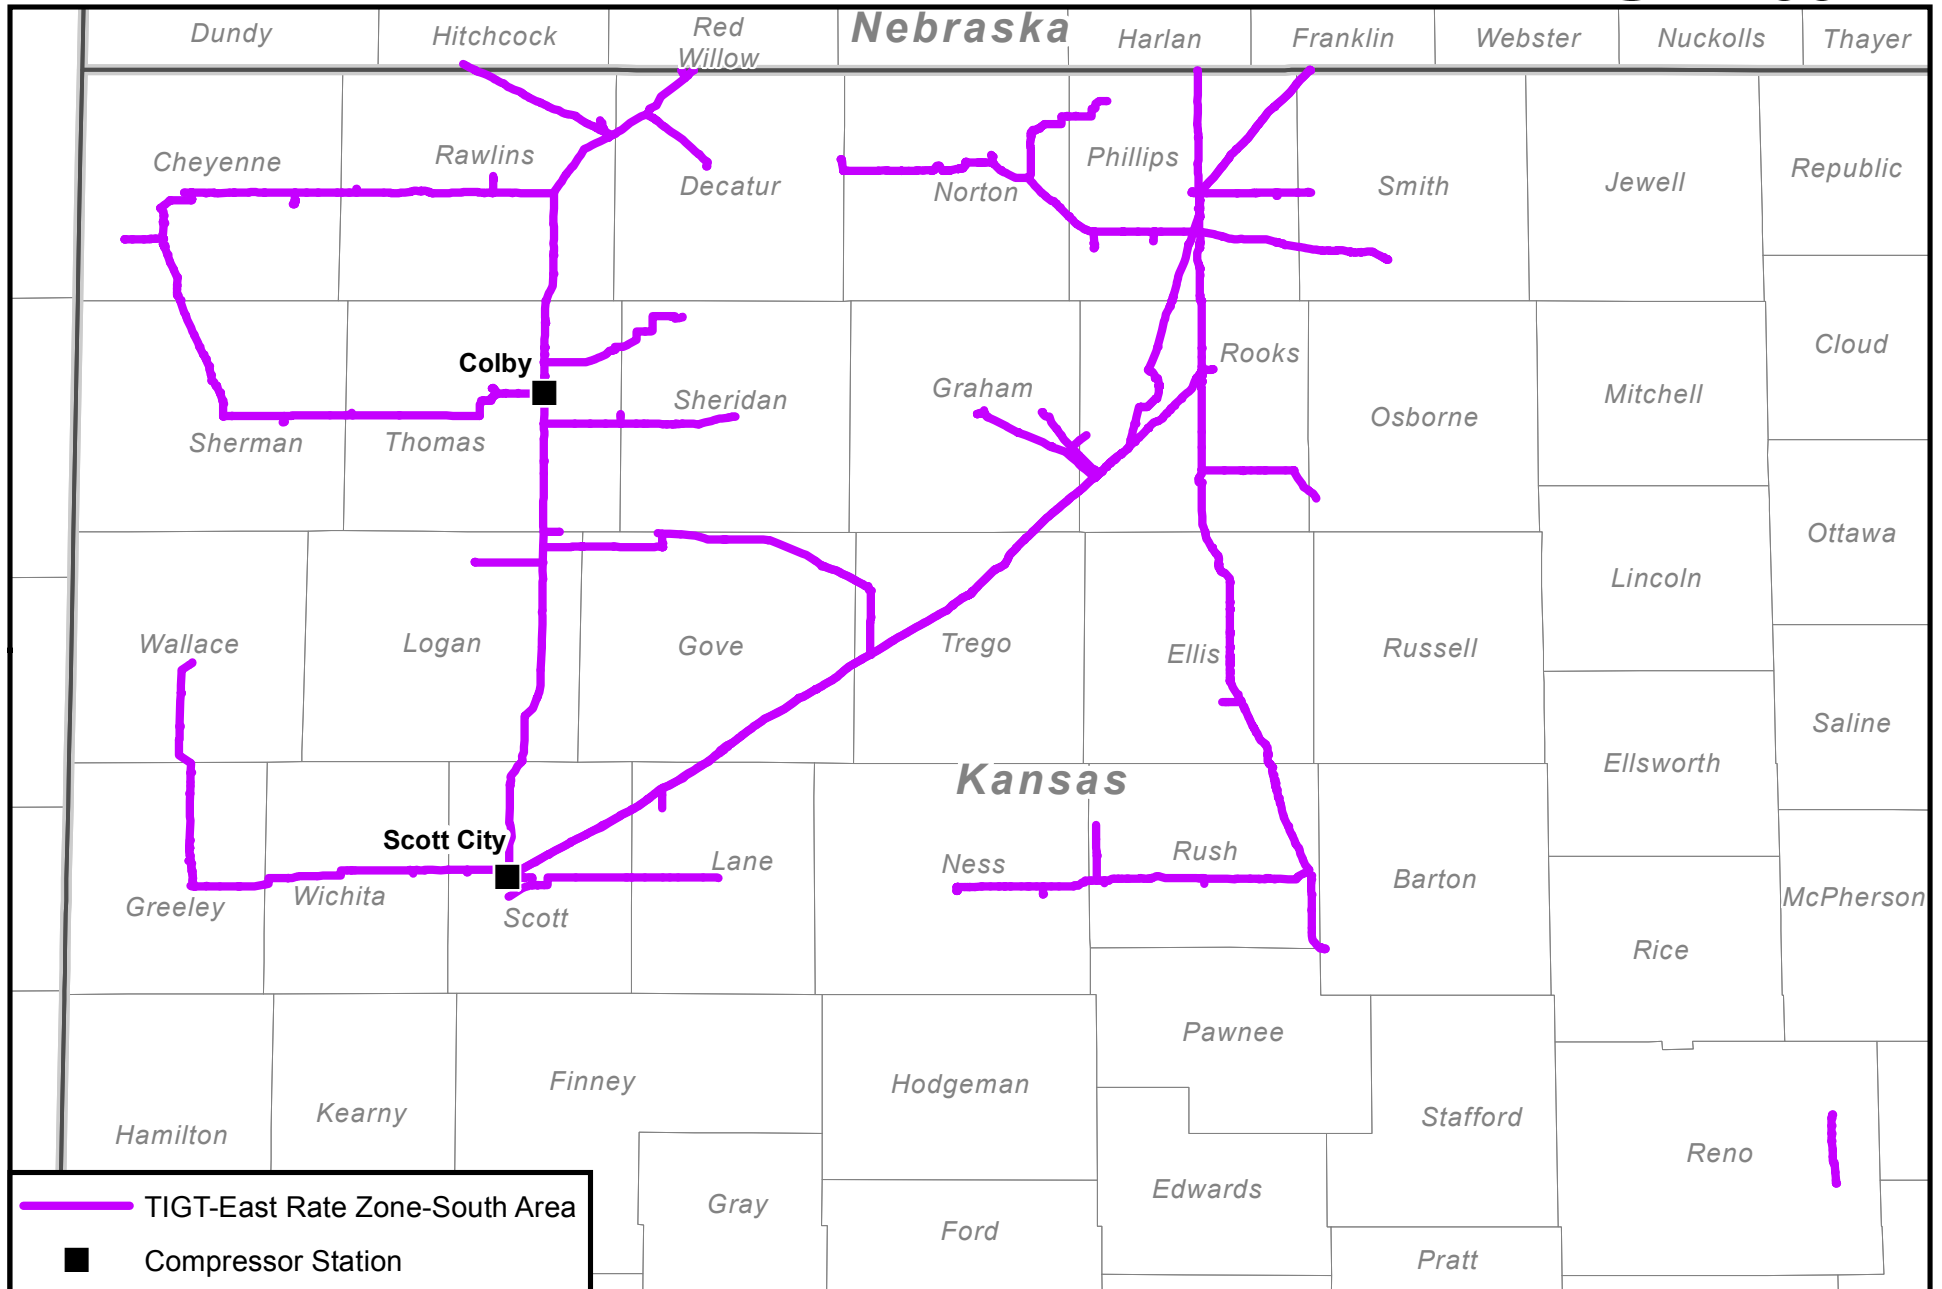 Dundy
Hitchcock
Red
Willow
Nebraska
Harlan
Franklin
Webster
Nuckolls
Thayer
Cheyenne
Rawlins
Decatur
Norton
Phillips
Smith
Jewell
Republic
Colby
Sherman
Thomas
Sheridan
Graham
Rooks
Osborne
Mitchell
Cloud
Ottawa
Wallace
Logan
Gove
Trego
Ellis
Russell
Lincoln
Saline
Kansas
Ellsworth
Scott City
Greeley
Wichita
Scott
Lane
Ness
Rush
Barton
McPherson
Rice
Hamilton
Kearny
Finney
Hodgeman
Pawnee
Stafford
Reno
Gray
Ford
Edwards
Pratt
TIGT-East Rate Zone-South Area
Compressor Station